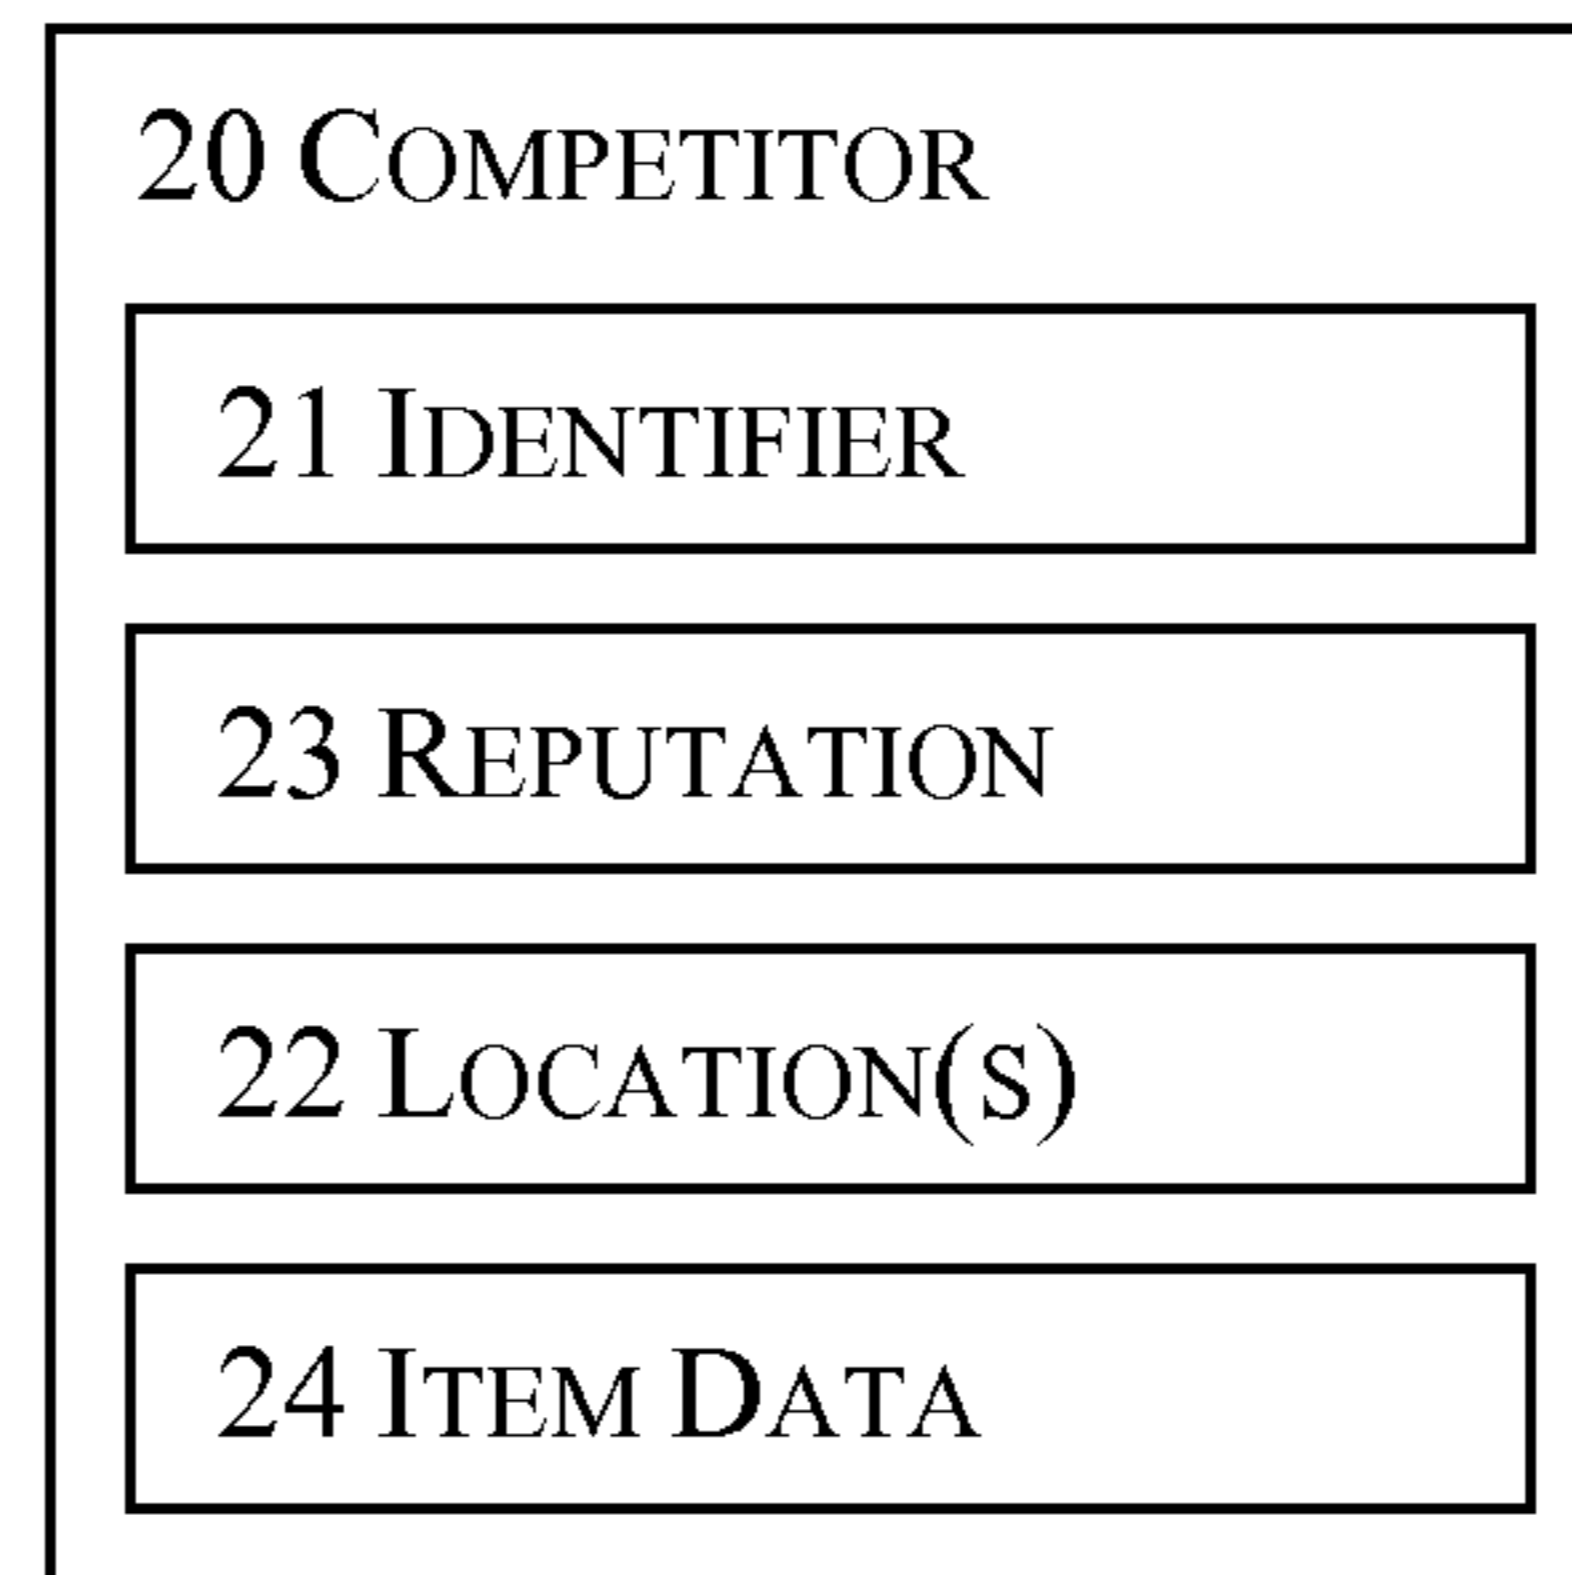 20 COMPETITOR
21 IDENTIFIER
23 REPUTATION
22 LOCATION(S)
24 ITEM DATA